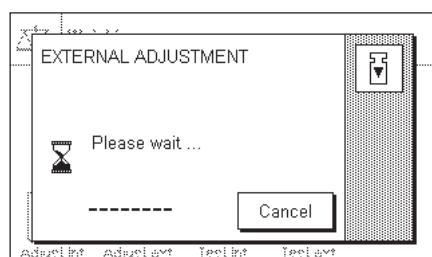 EXTERNAL ADJUSTMENT
Please wait ...
--------
Cancel